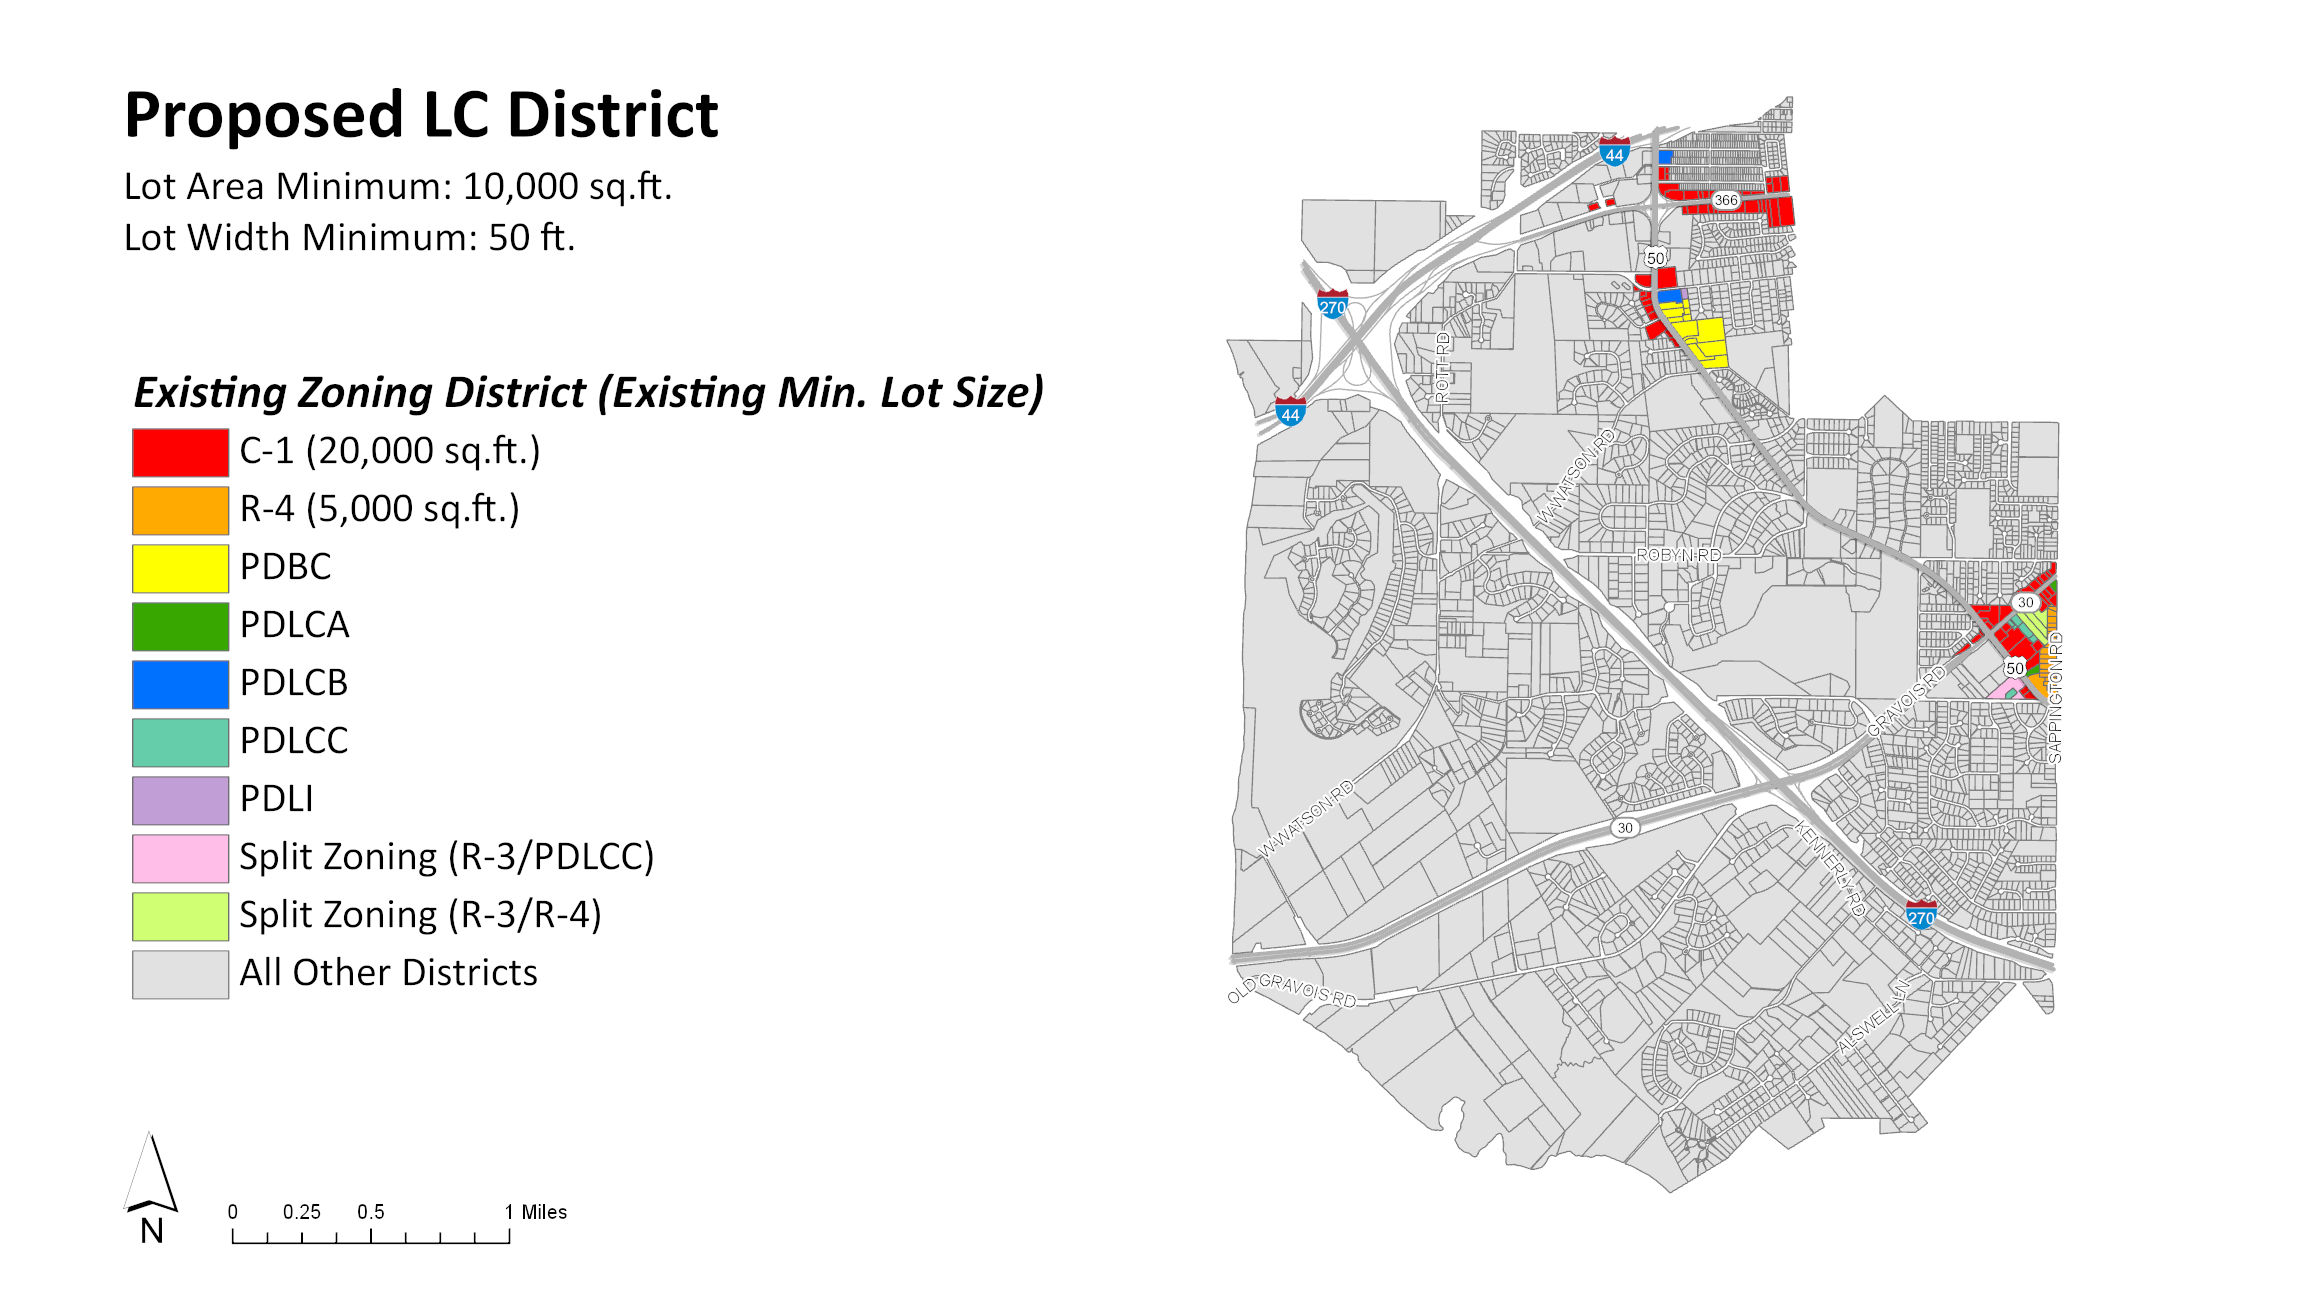 Proposed LC District
Lot Area Minimum: 10,000 sq.ft.
Lot Width Minimum: 50 ft.
Existing Zoning District (Existing Min. Lot Size)
C-1 (20,000 sq.ft.)
R-4 (5,000 sq.ft.)
PDBC
PDLCA
PDLCB
PDLCC
PDLI
Split Zoning (R-3/PDLCC)
Split Zoning (R-3/R-4)
All Other Districts
N
0 0.25 0.5 1 Miles
44
366
50
270
ROTT RD
44
W WATSON RD
ROBYN RD
30
50
SAPPINGTON RD
GRAVOIS RD
W WATSON RD
30
KENNERLY RD
270
OLD GRAVOIS RD
ALSWELL LN